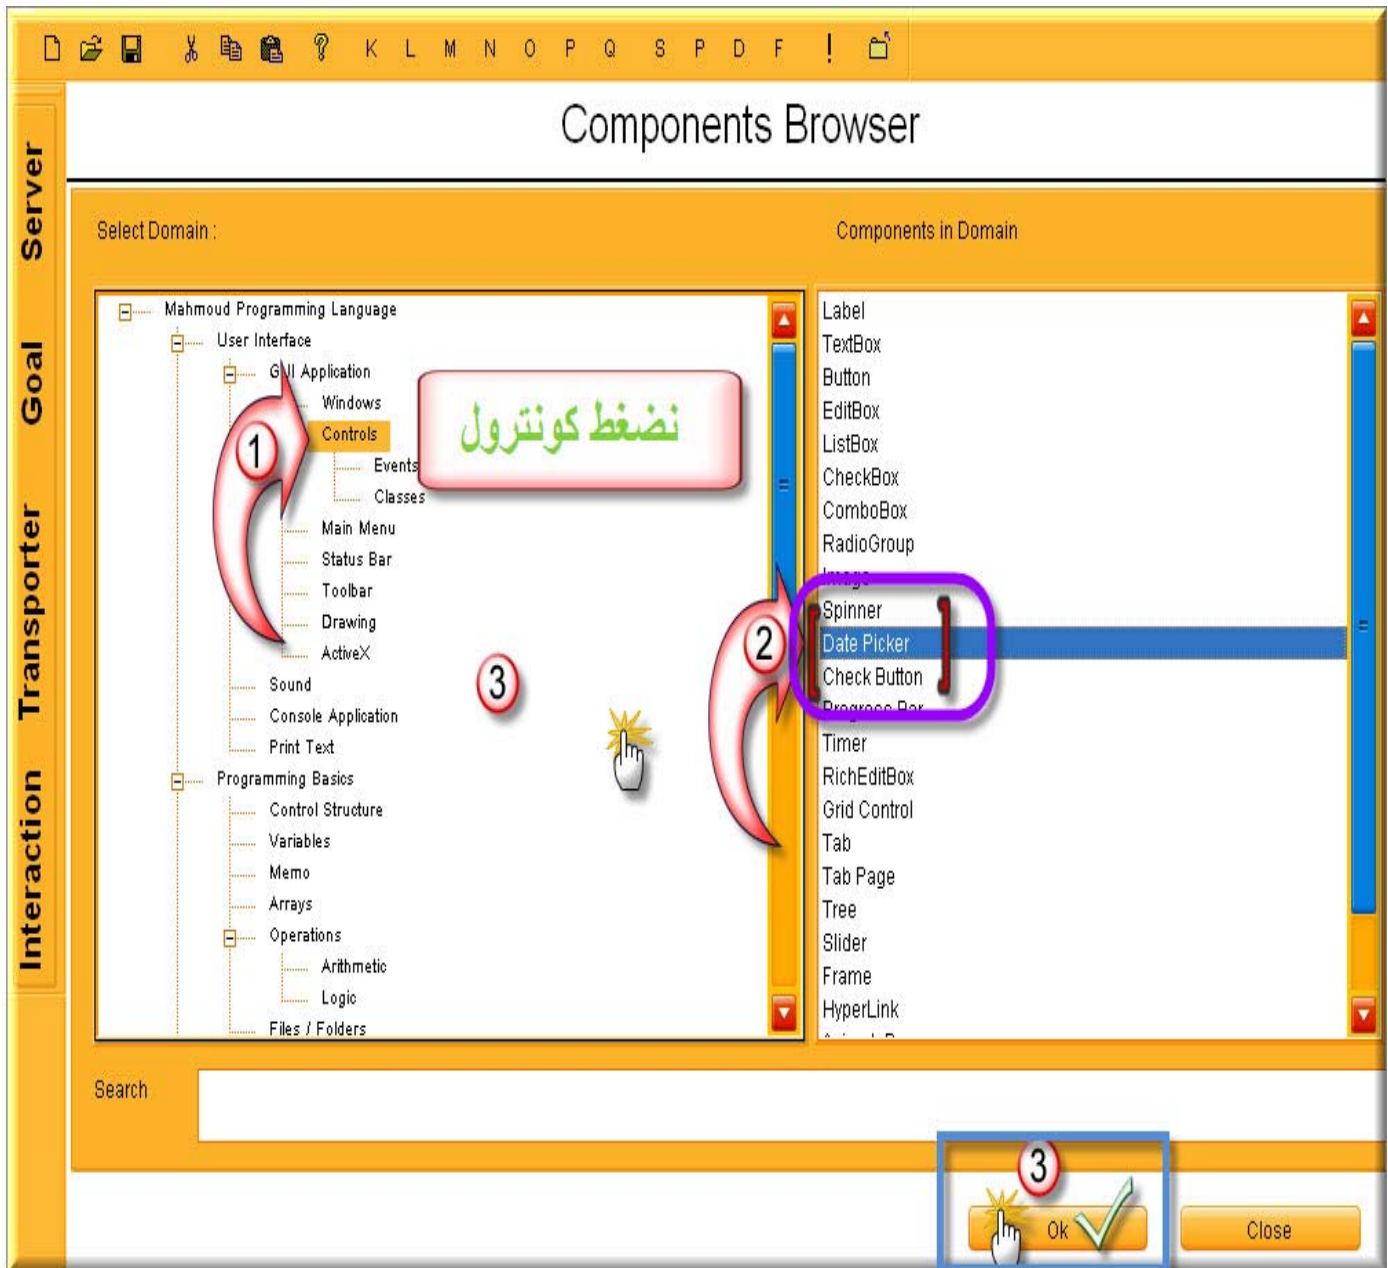 K L M N O P Q S P D F !
Components Browser
Server
Goal
Transporter
Interaction
Select Domain :
Mahmoud Programming Language
User Interface
GUI Application
Windows
Controls
Events
Classes
Main Menu
Status Bar
Toolbar
Drawing
ActiveX
Sound
Console Application
Print Text
Programming Basics
Control Structure
Variables
Memo
Arrays
Operations
Arithmetic
Logic
Files / Folders
1
نضغط كونترول
3
2
Components in Domain
Label
TextBox
Button
EditBox
ListBox
CheckBox
ComboBox
RadioGroup
Image
Spinner
Date Picker
Check Button
Progress Bar
Timer
RichEditBox
Grid Control
Tab
Tab Page
Tree
Slider
Frame
HyperLink
Search
3
Ok
Close